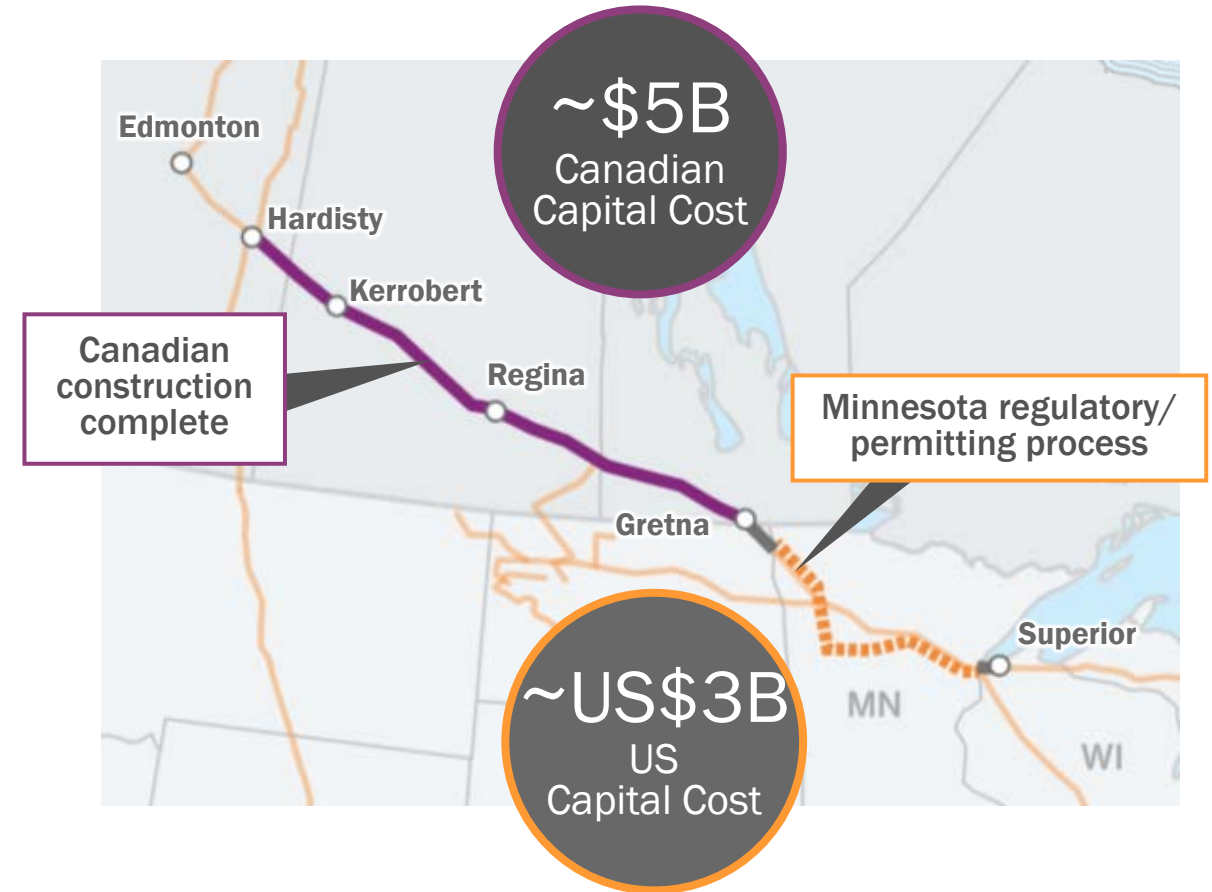 ~$5B
Canadian
Capital Cost
Edmonton
Hardisty
Kerrobert
Canadian
construction
complete
Regina
Minnesota regulatory/
permitting process
Gretna
Superior
~US$3B
US
Capital Cost
MN
WI